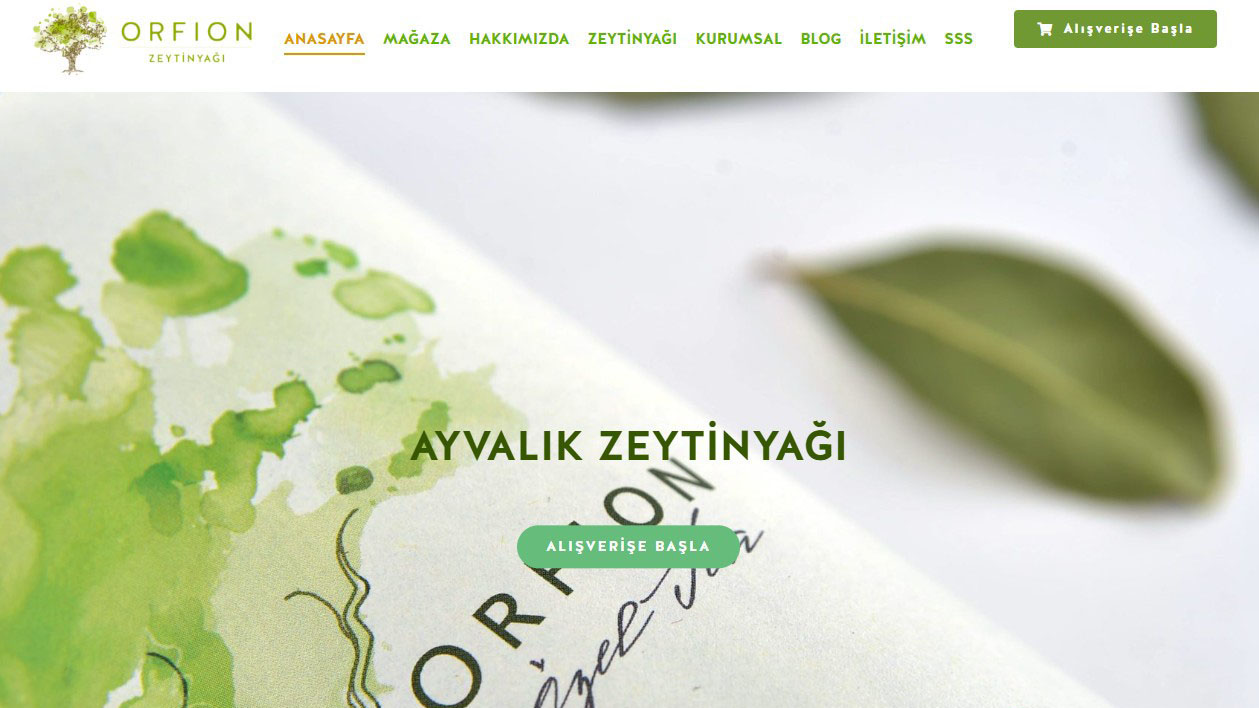 ORFION
ZEYTİNYAĞI
ANASAYFA MAĞAZA HAKKIMIZDA ZEYTİNYAĞI KURUMSAL BLOG İLETİŞİM SSS
Alışverişe Başla
AYVALIK ZEYTİNYAĞI
ALIŞVERİŞE BAŞLA
ORFION
Özel